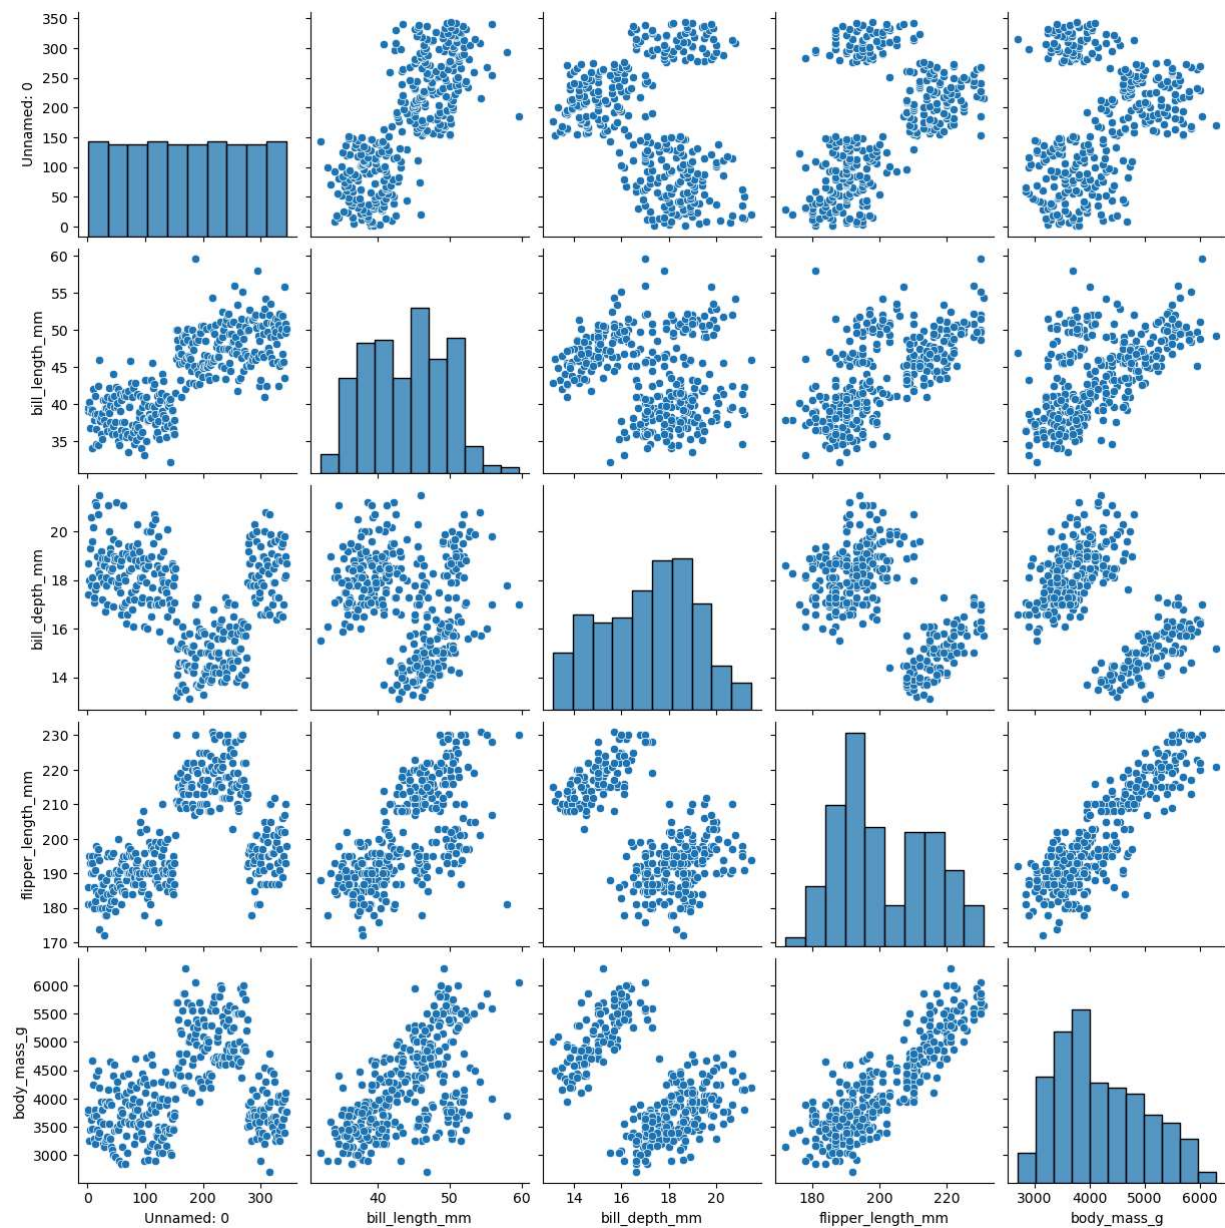 350
300
250
200
150
100
50
0
Unnamed: 0
60
55
50
45
40
35
bill_length_mm
20
18
16
14
bill_depth_mm
230
220
210
200
190
180
170
flipper_length_mm
6000
5500
5000
4500
4000
3500
3000
body_mass_g
0 100 200 300
40 50 60
14 16 18 20
180 200 220
3000 4000 5000 6000
Unnamed: 0
bill_length_mm
bill_depth_mm
flipper_length_mm
body_mass_g